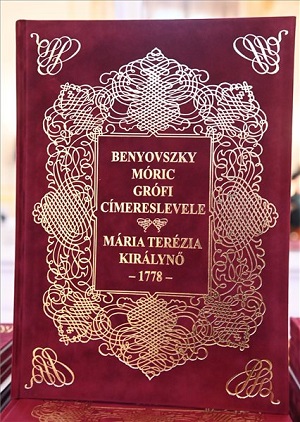 BENYOVSZKY
MÓRIC
GRÓFI
CÍMERESLEVELE
MÁRIA TERÉZIA
KIRÁLYNŐ
– 1778 –